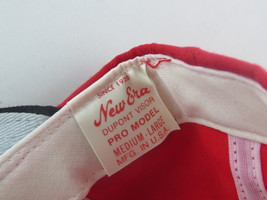 SINCE 1920
New Era
DUPONT VISOR
PRO MODEL
MEDIUM-LARGE
MFG. IN U.S.A.